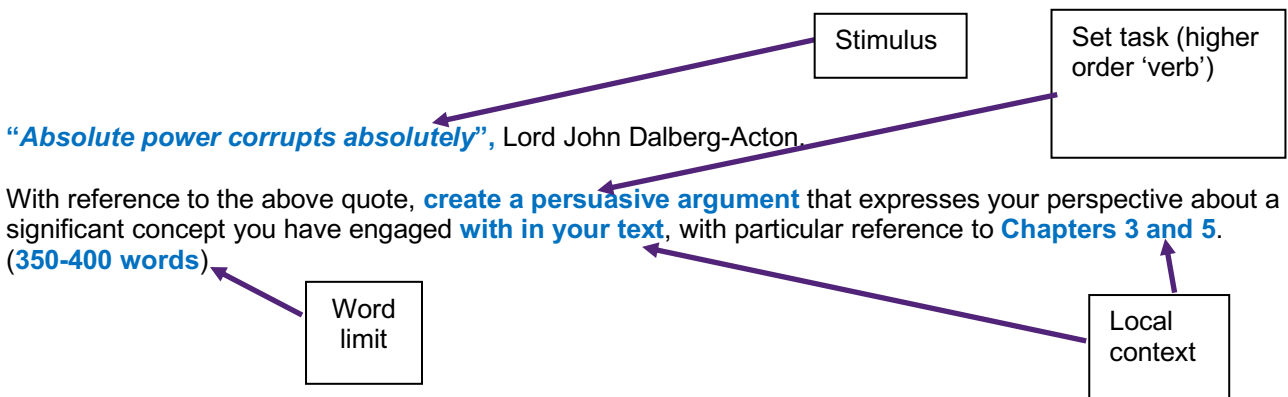 Stimulus
Set task (higher
order ‘verb’)
“Absolute power corrupts absolutely”, Lord John Dalberg-Acton.
With reference to the above quote, create a persuasive argument that expresses your perspective about a
significant concept you have engaged with in your text, with particular reference to Chapters 3 and 5.
(350-400 words)
Word
limit
Local
context